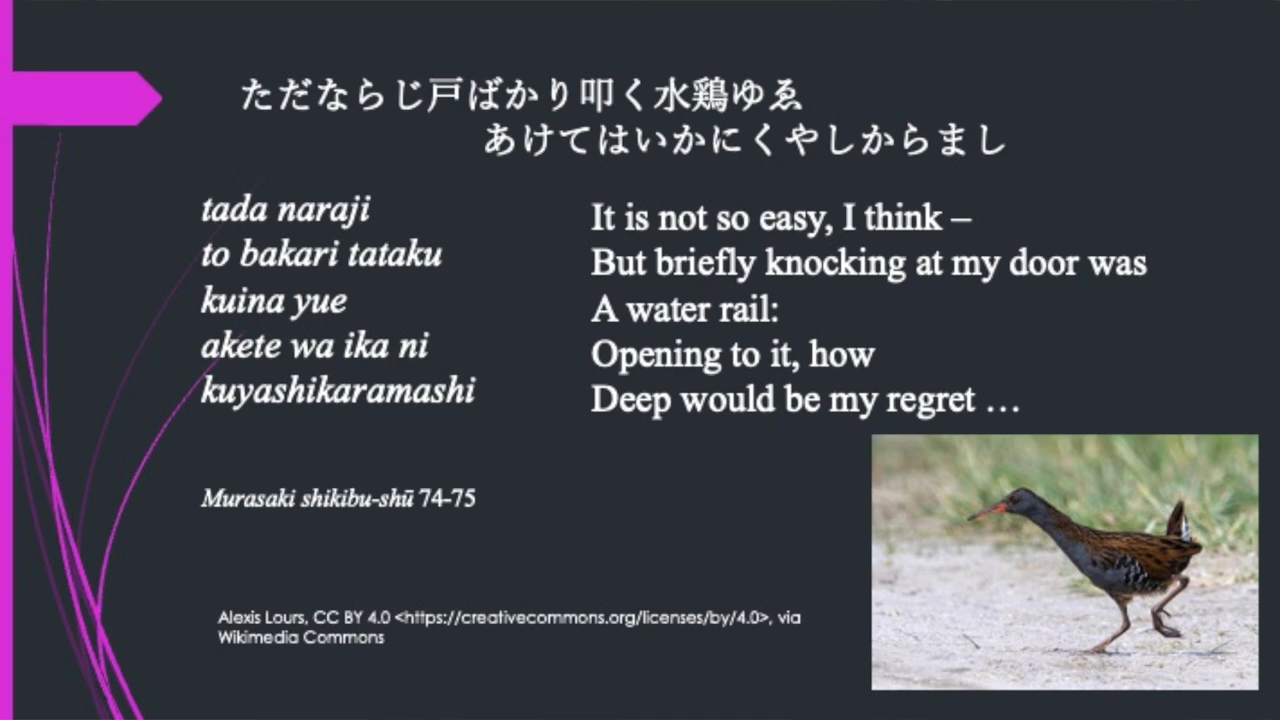 ただならじ戸ばかり叩く水鶏ゆゑ
あけてはいかにくやしからまし
tada naraji
to bakari tataku
kuina yue
akete wa ika ni
kuyashikaramashi
It is not so easy, I think –
But briefly knocking at my door was
A water rail:
Opening to it, how
Deep would be my regret …
Murasaki shikibu-shū 74-75
Alexis Lours, CC BY 4.0 <https://creativecommons.org/licenses/by/4.0>, via
Wikimedia Commons